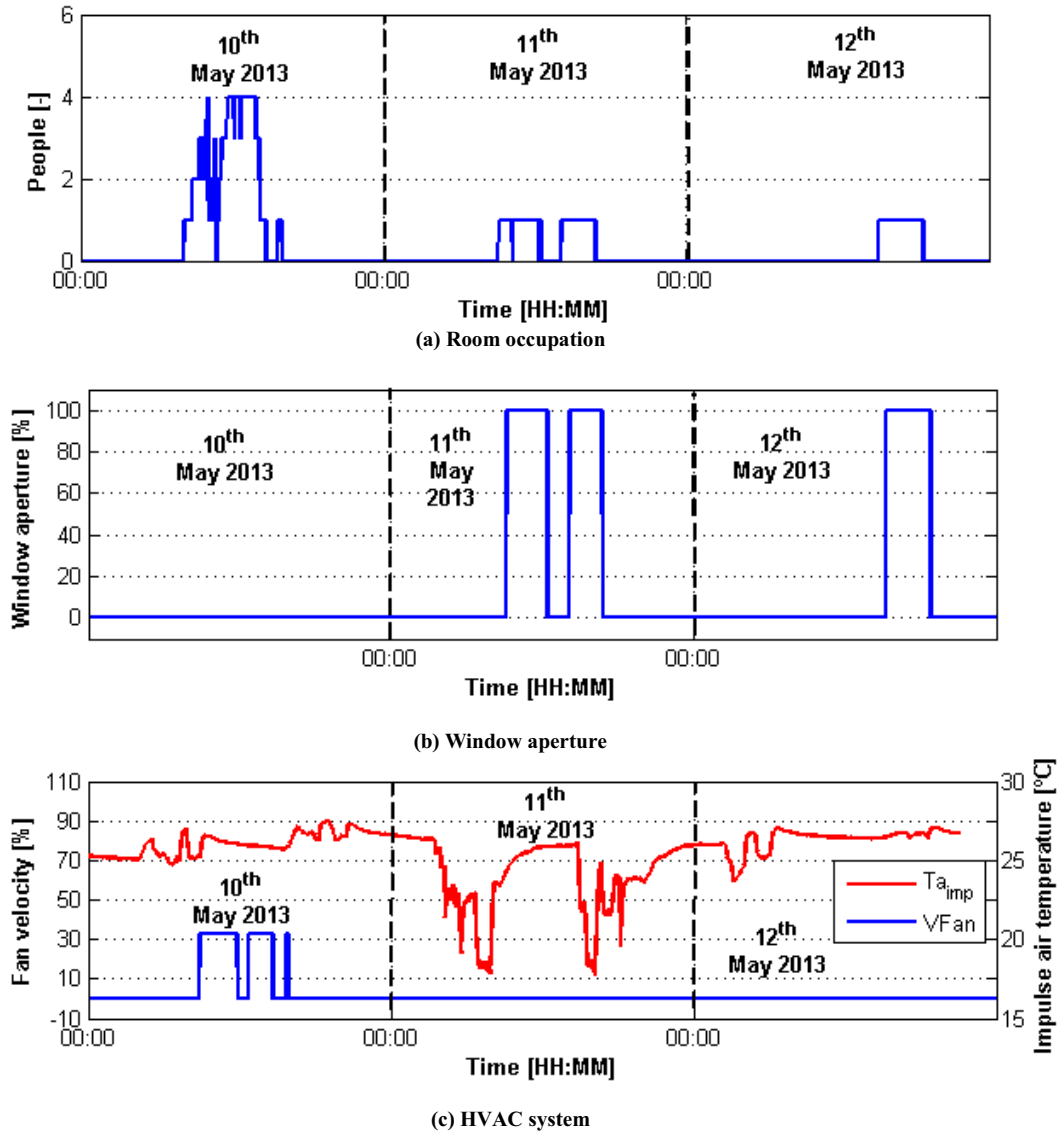 6
4
2
0
People [-]
10th
May 2013
11th
May 2013
12th
May 2013
00:00
00:00
00:00
Time [HH:MM]
(a) Room occupation
100
80
60
40
20
0
Window aperture [%]
10th
May 2013
11th
May
2013
12th
May 2013
00:00
00:00
Time [HH:MM]
(b) Window aperture
110
90
70
50
30
10
-10
Fan velocity [%]
30
25
20
15
Impulse air temperature [ºC]
11th
May 2013
10th
May 2013
12th
May 2013
Taimp
VFan
00:00
00:00
00:00
Time [HH:MM]
(c) HVAC system